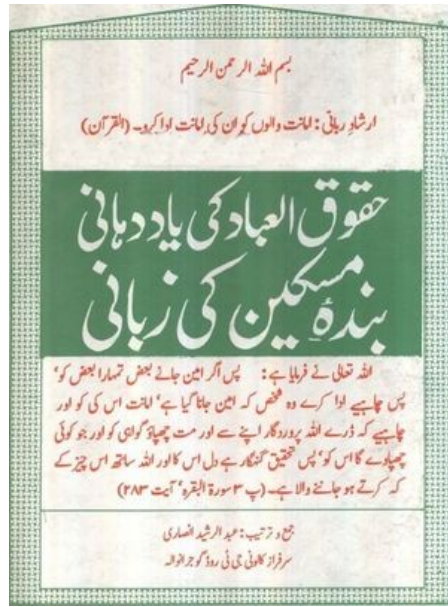 بسم اللہ الرحمن الرحیم
ارشادِ ربانی : امانت والوں کو ان کی امانت ادا کرو۔ (القرآن)
حقوق العباد کی یاد دہانی
بندہِ مسکین کی زبانی
اللہ تعالیٰ نے فرمایا ہے : پس اگر امین جانے بعض تمہارا بعض کو'
پس چاہیے ادا کرے وہ شخص کہ امین جانا گیا ہے' امانت اس کی کو اور
چاہیے کہ ڈرے اللہ پروردگار اپنے سے اور مت چھپاؤ گواہی کو اور جو کوئی
چھپاوے گا اس کو' پس تحقیق گنہگار ہے دل اس کا اور اللہ ساتھ اس چیز کے
کہ کرتے ہو جاننے والا ہے۔ (پ ۳ سورۃ البقرہ' آیت ۲۸۳)
جمع و ترتیب : عبدالرشید انصاری
سرفراز کالونی جی ٹی روڈ گوجرانوالہ